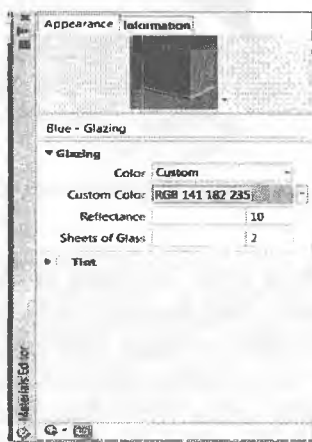 Appearance Information
Blue - Glazing
Glazing
Color Custom
Custom Color RGB 141 182 235
Reflectance 10
Sheets of Glass 2
Tint
Materials Editor